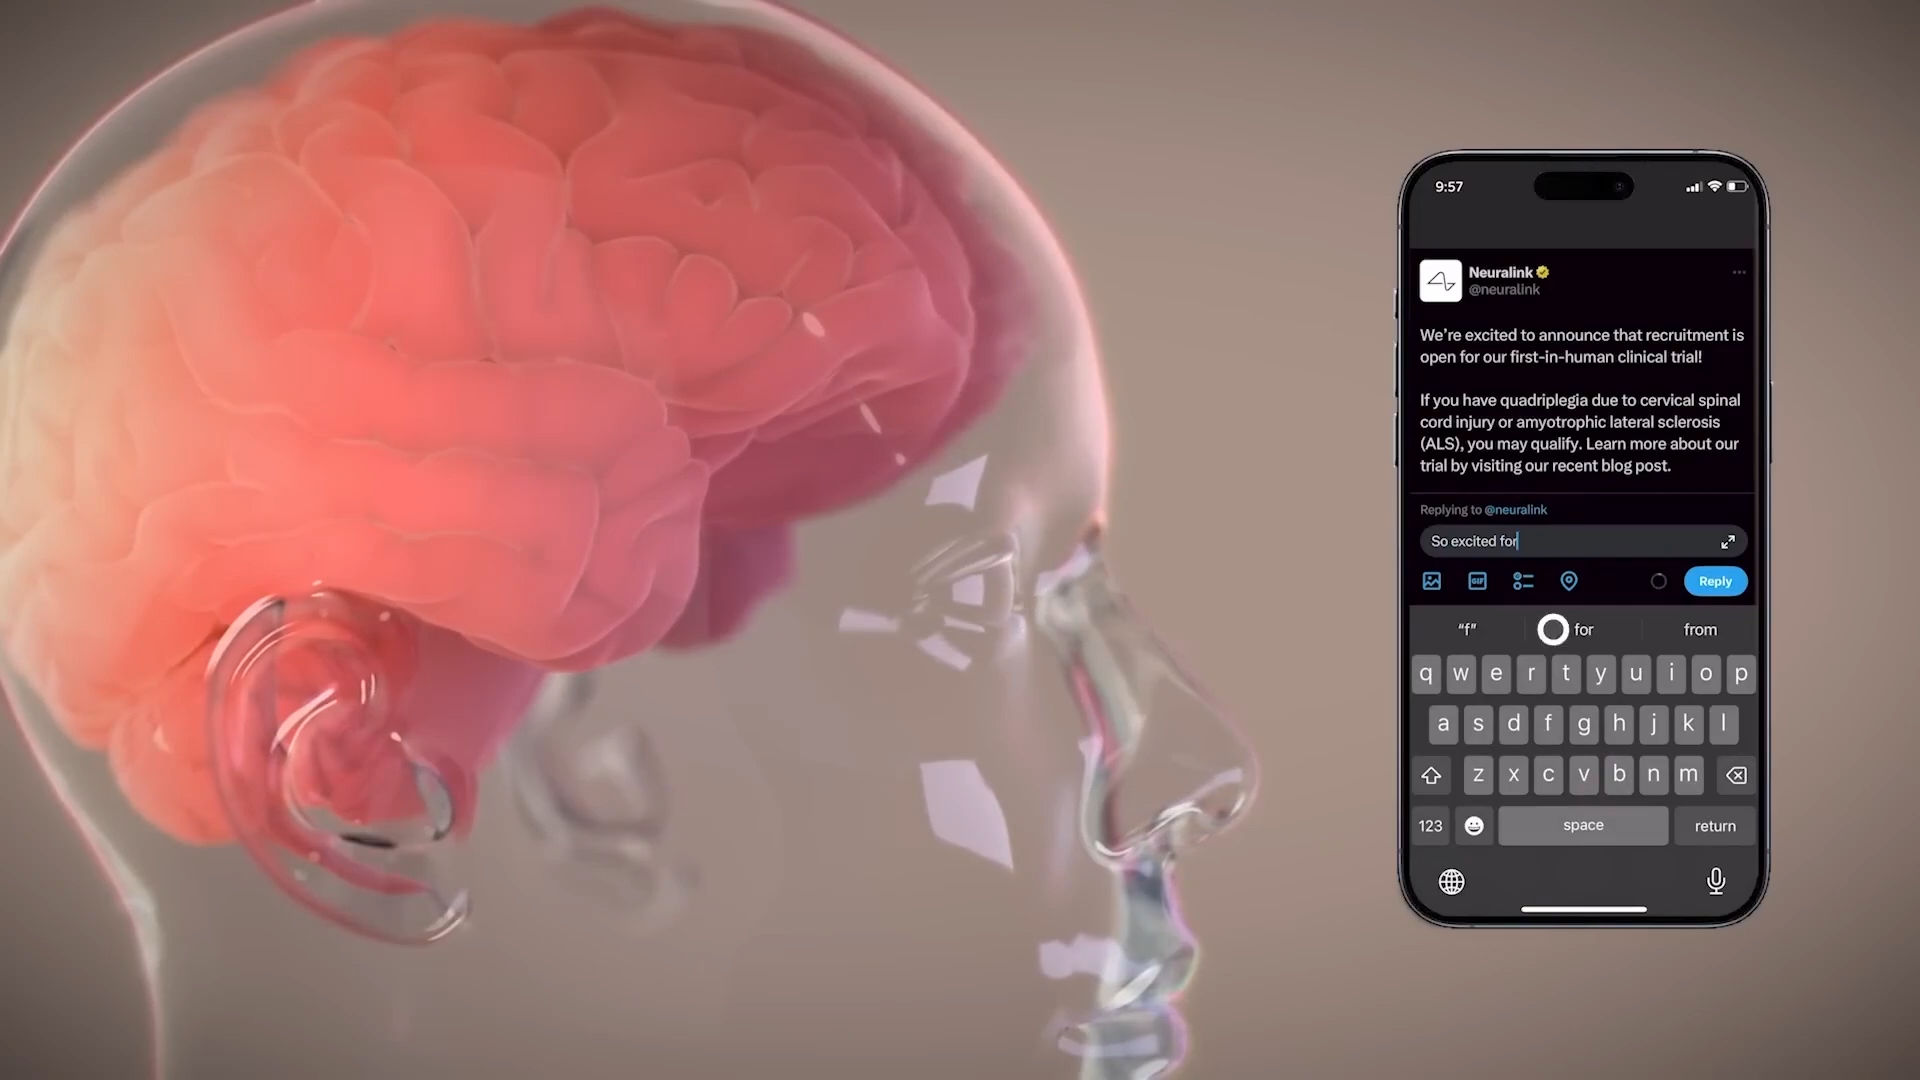 9:57
Neuralink
@neuralink
We’re excited to announce that recruitment is
open for our first-in-human clinical trial!
If you have quadriplegia due to cervical spinal
cord injury or amyotrophic lateral sclerosis
(ALS), you may qualify. Learn more about our
trial by visiting our recent blog post.
Replying to @neuralink
So excited for
GIF
Reply
“f” for from
q w e r t y u i o p
a s d f g h j k l
z x c v b n m
123 space return